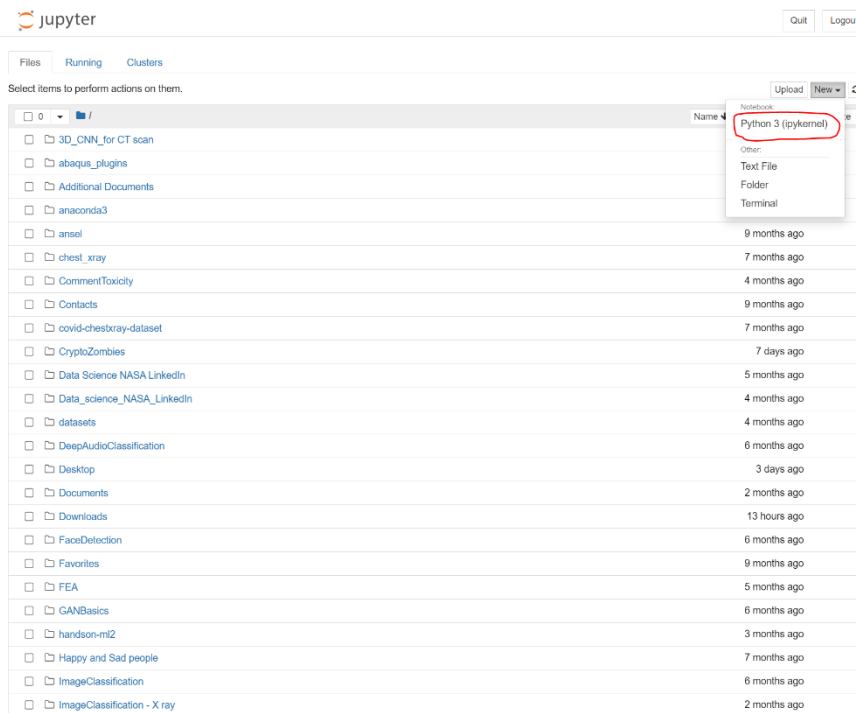 jupyter
Quit
Logout
Files
Running
Clusters
Select items to perform actions on them.
Upload
New
0
/
Name
Notebook:
Python 3 (ipykernel)
Other:
Text File
Folder
Terminal
3D_CNN_for CT scan
abaqus_plugins
Additional Documents
anaconda3
ansel 9 months ago
chest_xray 7 months ago
CommentToxicity 4 months ago
Contacts 9 months ago
covid-chestxray-dataset 7 months ago
CryptoZombies 7 days ago
Data Science NASA LinkedIn 5 months ago
Data_science_NASA_LinkedIn 4 months ago
datasets 4 months ago
DeepAudioClassification 6 months ago
Desktop 3 days ago
Documents 2 months ago
Downloads 13 hours ago
FaceDetection 6 months ago
Favorites 9 months ago
FEA 5 months ago
GANBasics 6 months ago
handson-ml2 3 months ago
Happy and Sad people 7 months ago
ImageClassification 6 months ago
ImageClassification - X ray 2 months ago